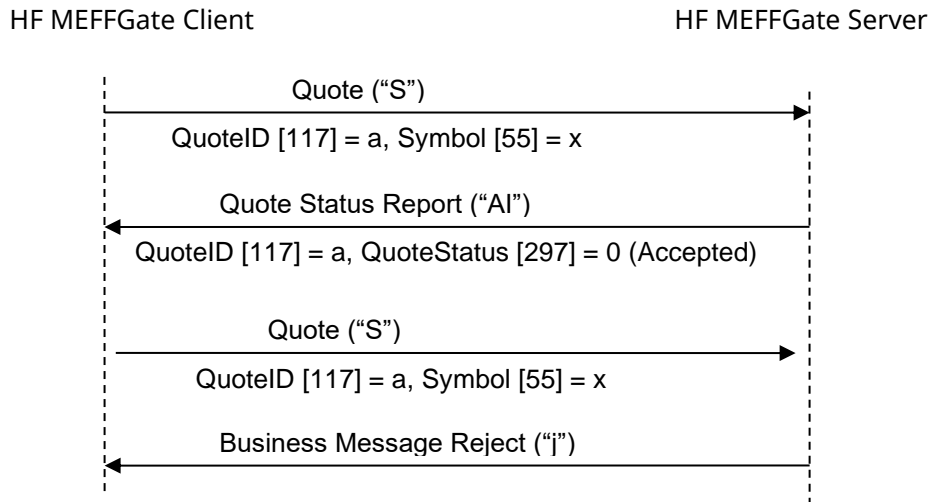 HF MEFFGate Client
HF MEFFGate Server
Quote (“S”)
QuoteID [117] = a, Symbol [55] = x
Quote Status Report (“AI”)
QuoteID [117] = a, QuoteStatus [297] = 0 (Accepted)
Quote (“S”)
QuoteID [117] = a, Symbol [55] = x
Business Message Reject (“j”)